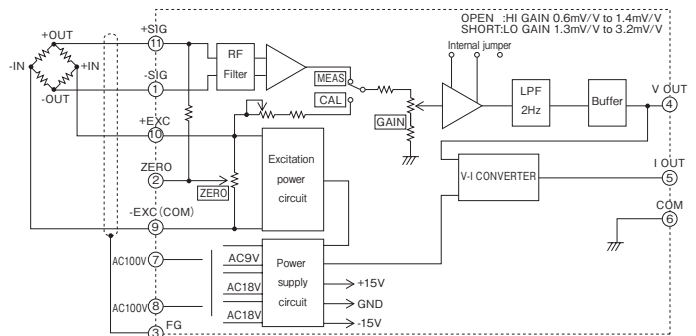 OPEN :HI GAIN 0.6mV/V to 1.4mV/V
SHORT:LO GAIN 1.3mV/V to 3.2mV/V
Internal jumper
+SIG
11
+OUT
-IN
+IN
-OUT
-SIG
1
RF
Filter
MEAS
CAL
GAIN
LPF
2Hz
Buffer
V OUT
4
+EXC
10
ZERO
2
ZERO
Excitation
power
circuit
V-I CONVERTER
I OUT
5
-EXC(COM)
9
COM
6
AC100V
7
AC9V
AC18V
AC18V
Power
supply
circuit
+15V
GND
-15V
AC100V
8
FG
3